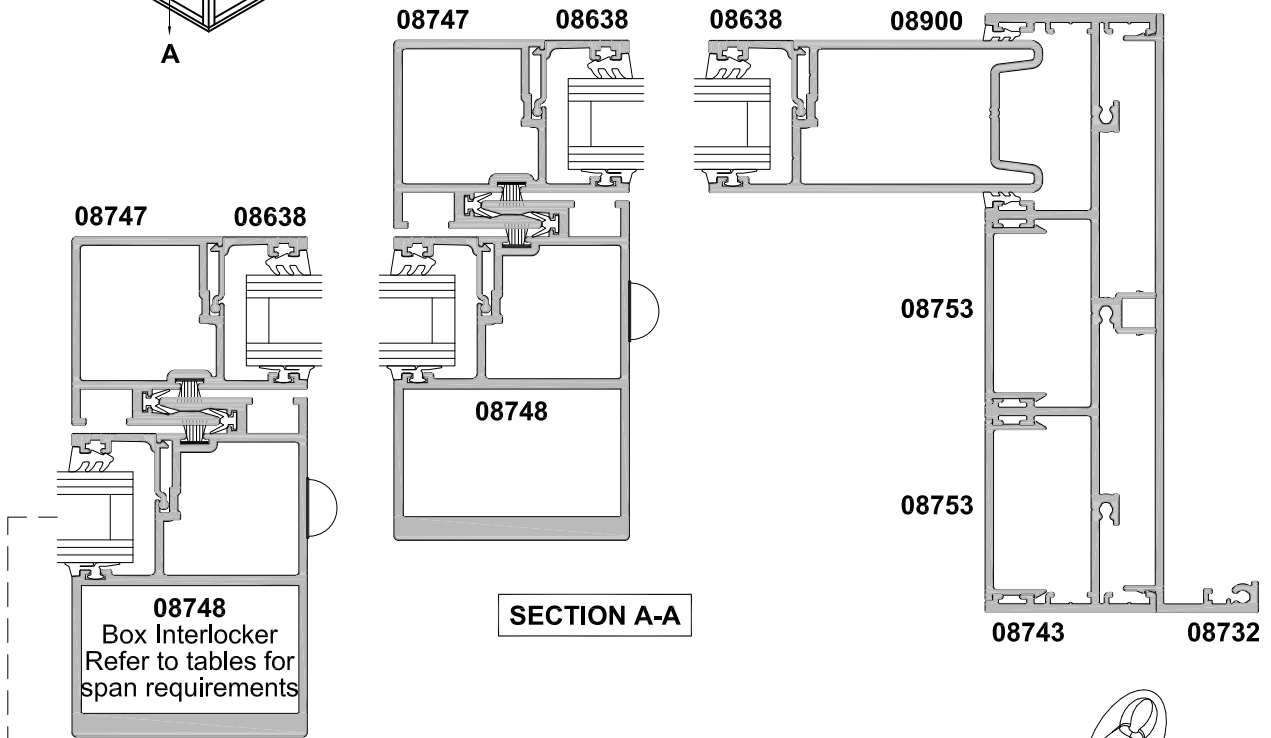 A
08747
08638
08638
08900
08747
08638
08753
08748
08753
08748
Box Interlocker
Refer to tables for
span requirements
SECTION A-A
08743
08732